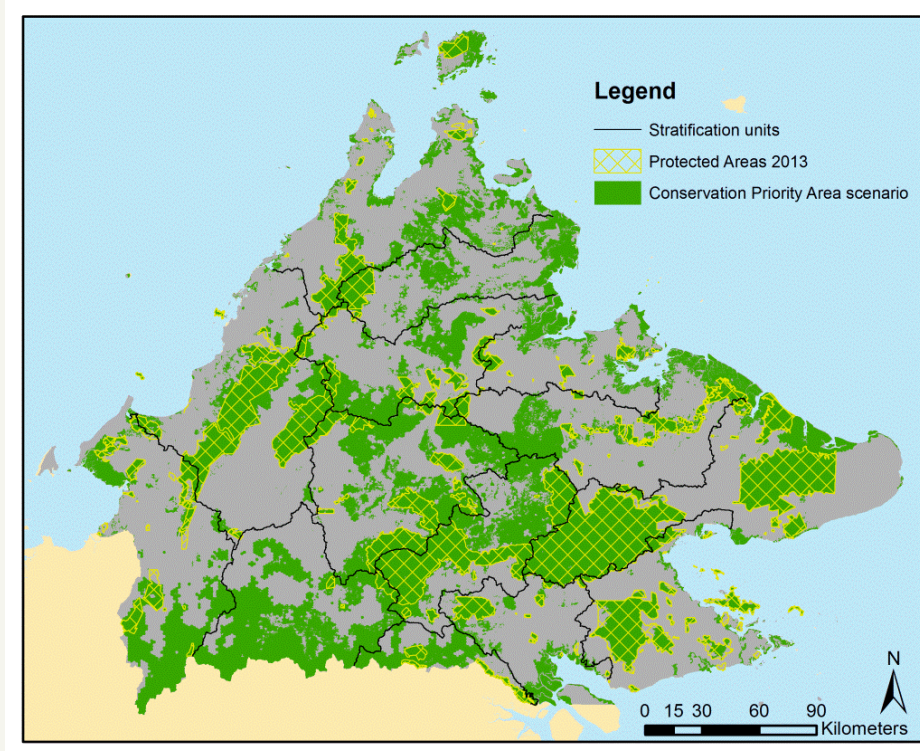 Legend
Stratification units
Protected Areas 2013
Conservation Priority Area scenario
N
0 15 30 60 90
Kilometers